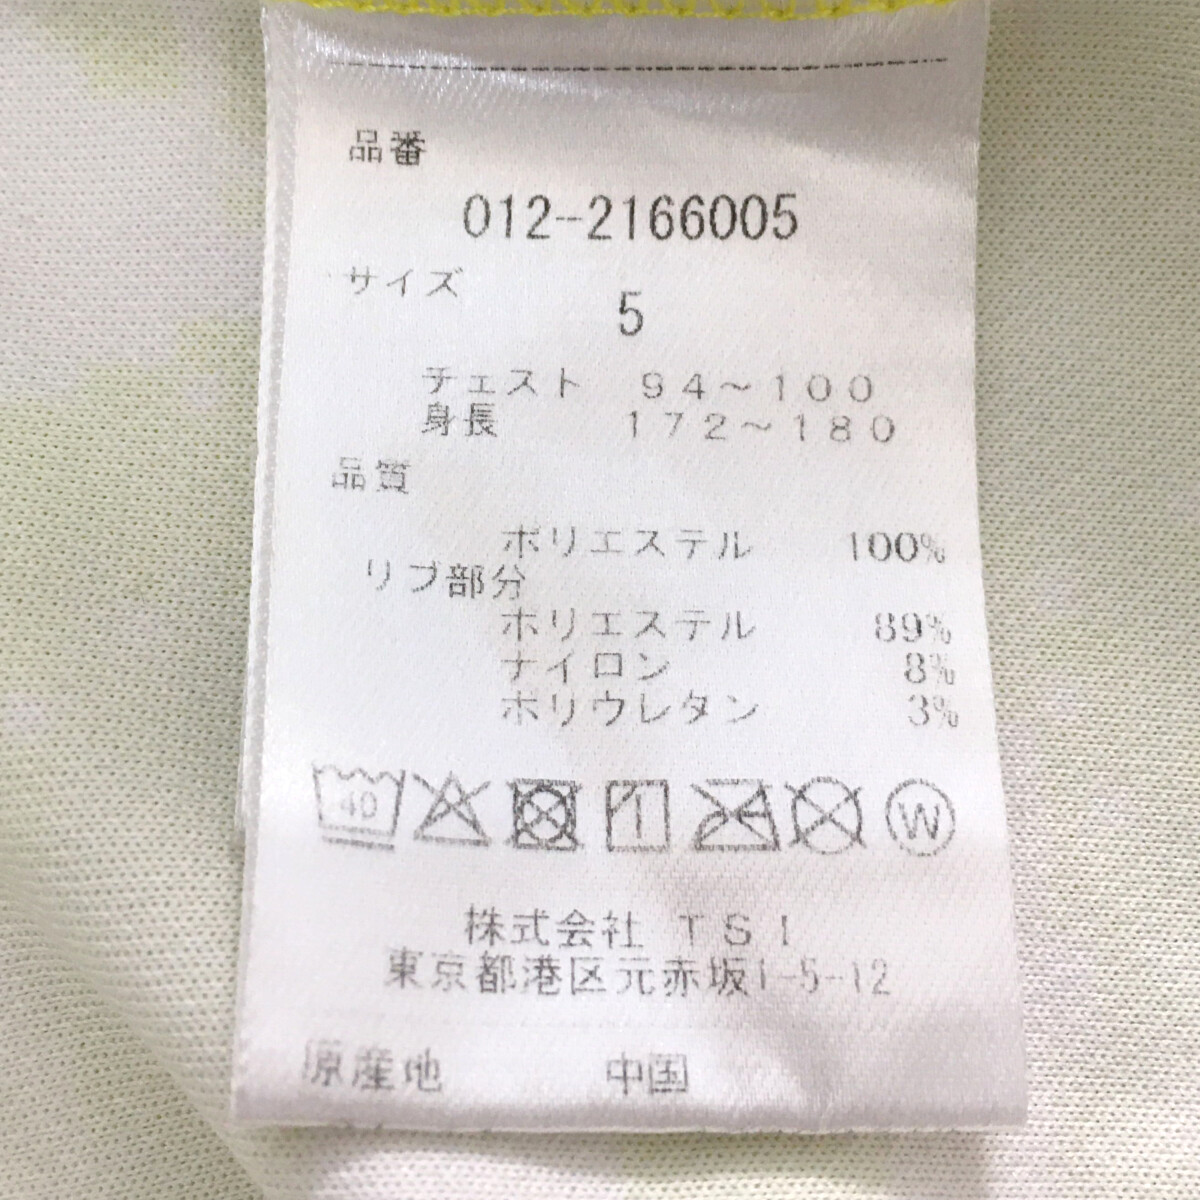 品番
012-2166005
サイズ
5
チェスト 94～100
身長 172～180
品質
ポリエステル 100%
リブ部分
ポリエステル 89%
ナイロン 8%
ポリウレタン 3%
40 W
株式会社 TSI
東京都港区元赤坂1-5-12
原産地 中国